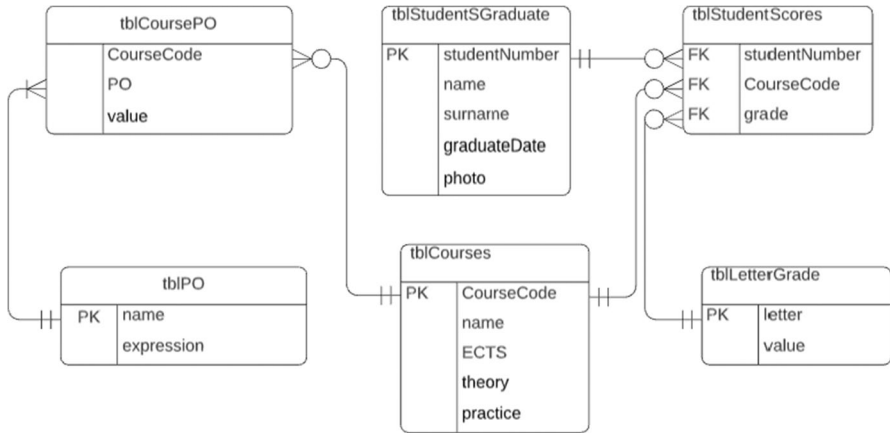 tblCoursePO
CourseCode
PO
value
tblStudentSGraduate
PK studentNumber
name
surname
graduateDate
photo
tblStudentScores
FK studentNumber
FK CourseCode
FK grade
tblPO
PK name
expression
tblCourses
PK CourseCode
name
ECTS
theory
practice
tblLetterGrade
PK letter
value